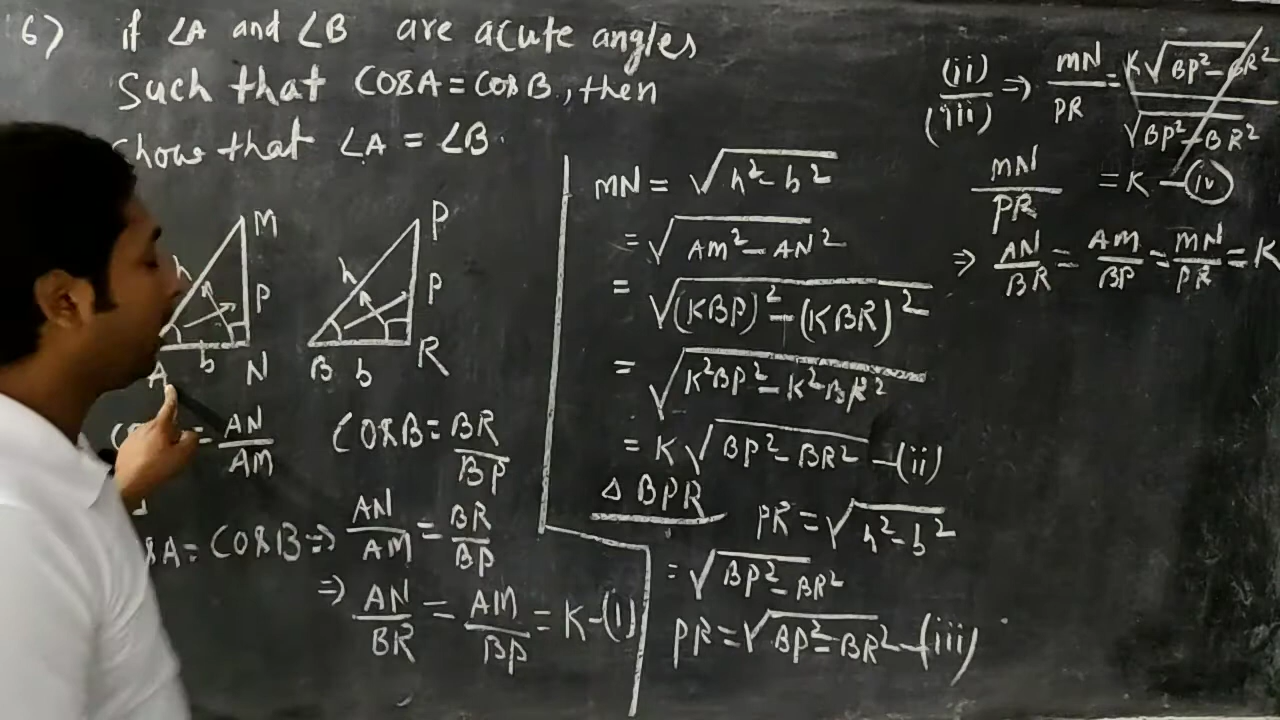 6) if ∠A and ∠B are acute angles
Such that COSA = COSB, then
Show that ∠A = ∠B.
M
h
P
A b N
P
h
P
B b R
= AN/AM
COSB = BR/BP
A = COSB ⇒ AN/AM = BR/BP
⇒ AN/BR = AM/BP = K -(i)
MN = √h² - b²
= √AM² - AN²
= √(KBP)² - (KBR)²
= √K²BP² - K²BR²
= K√BP² - BR² -(ii)
△ BPR
PR = √h² - b²
= √BP² - BR²
PR = √BP² - BR² -(iii)
(ii)/(iii) ⇒ MN/PR = K√BP² - BR²/√BP² - BR²
MN/PR = K -(iv)
⇒ AN/BR = AM/BP = MN/PR = K